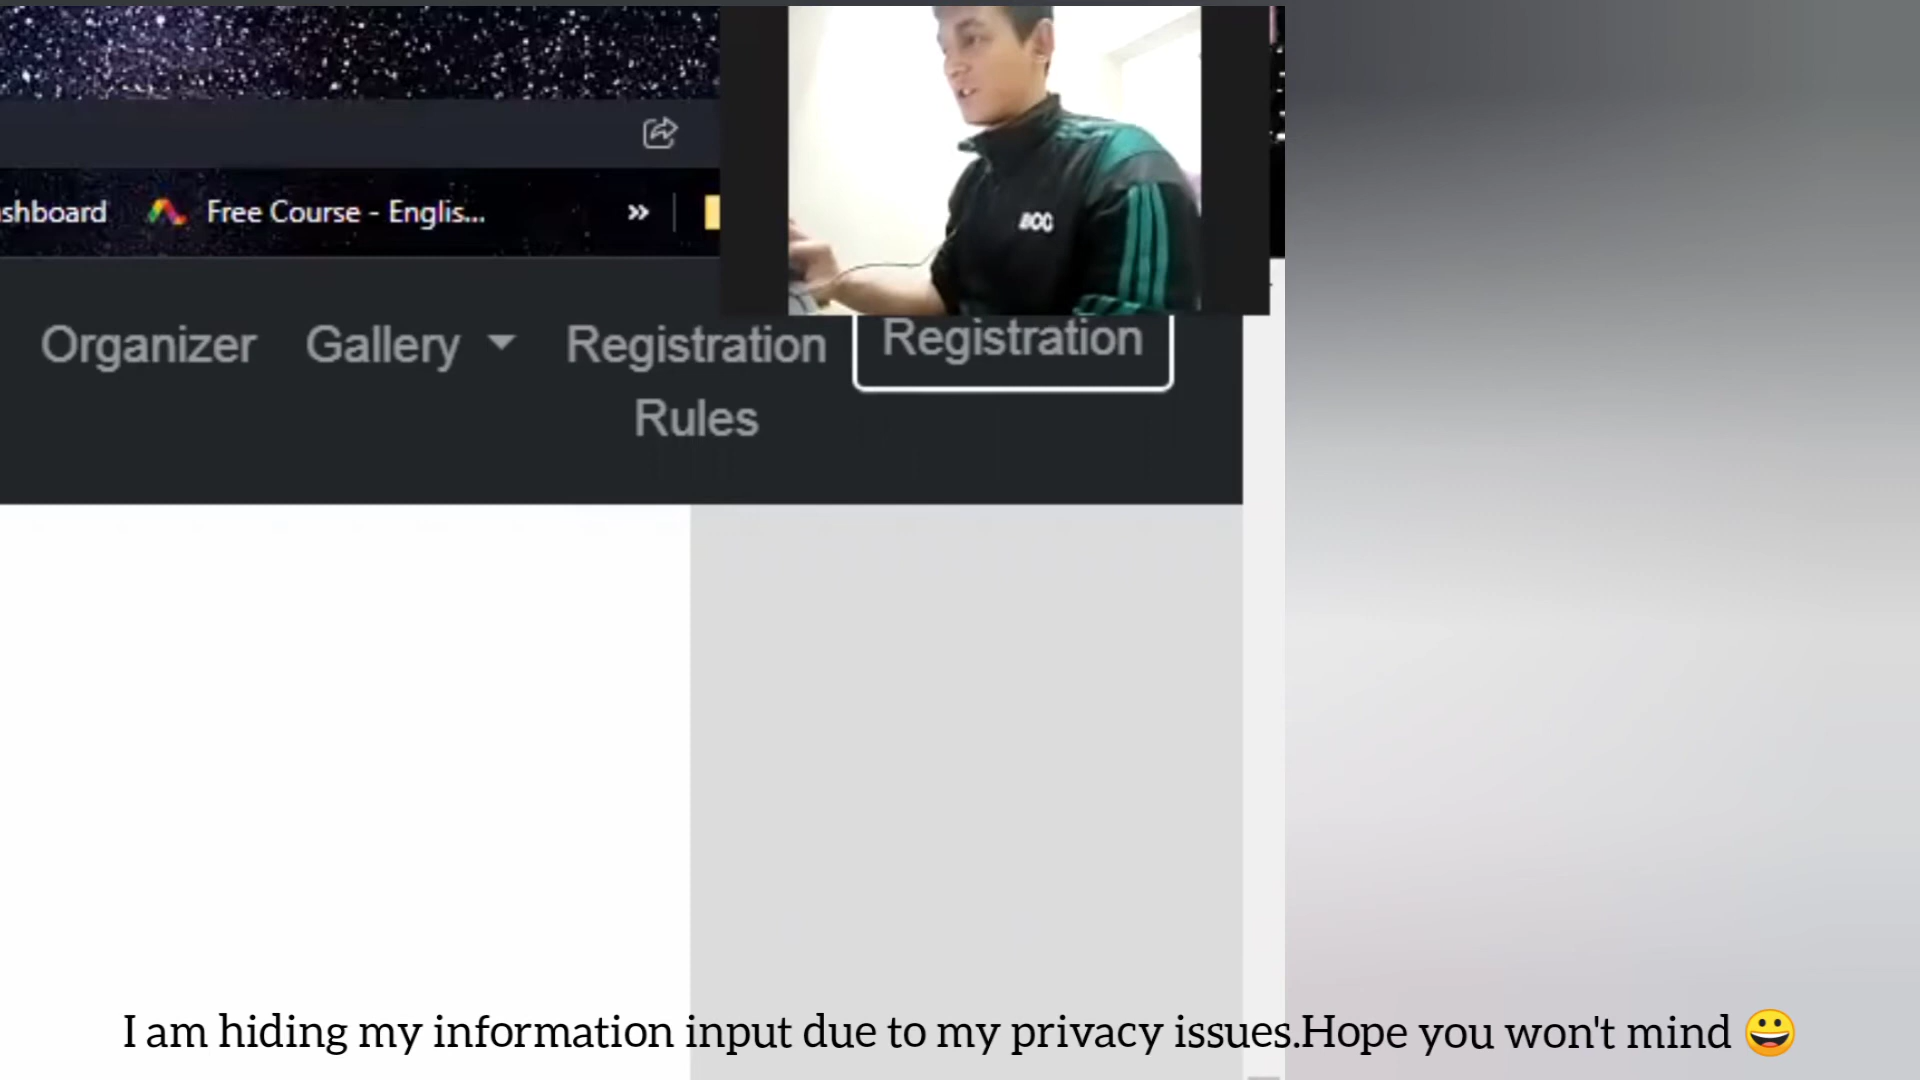 shboard Free Course - Englis... »
BCC
Organizer Gallery Registration Registration
Rules
I am hiding my information input due to my privacy issues.Hope you won't mind 😀